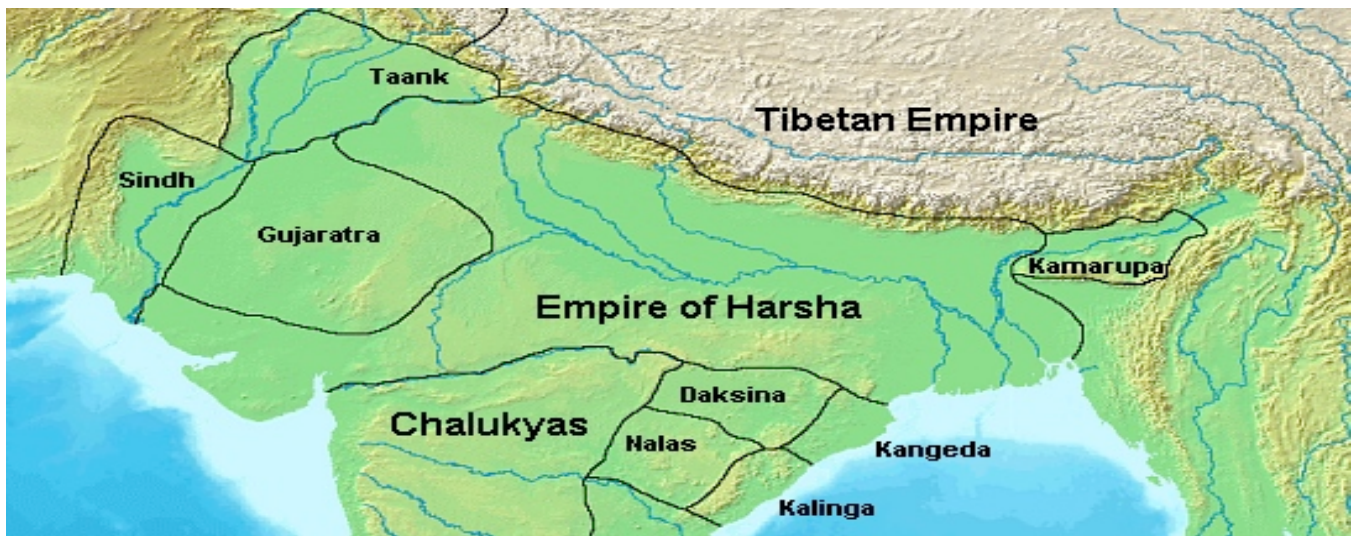 Taank
Tibetan Empire
Sindh
Gujaratra
Kamarupa
Empire of Harsha
Daksina
Chalukyas
Nalas
Kangeda
Kalinga